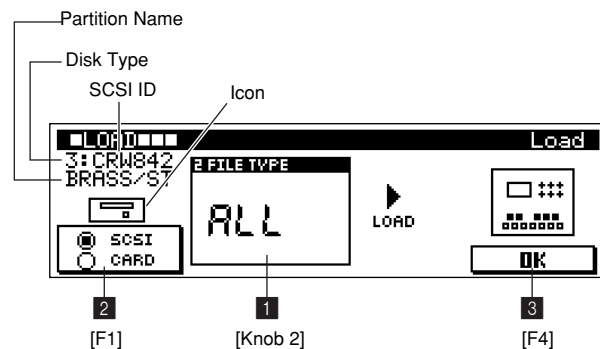 Partition Name
Disk Type
SCSI ID
Icon
■LOAD■■■ Load
3:CRW842
BRASS/ST
2 FILE TYPE
ALL
LOAD
SCSI
CARD
OK
2 1 3
[F1] [Knob 2] [F4]